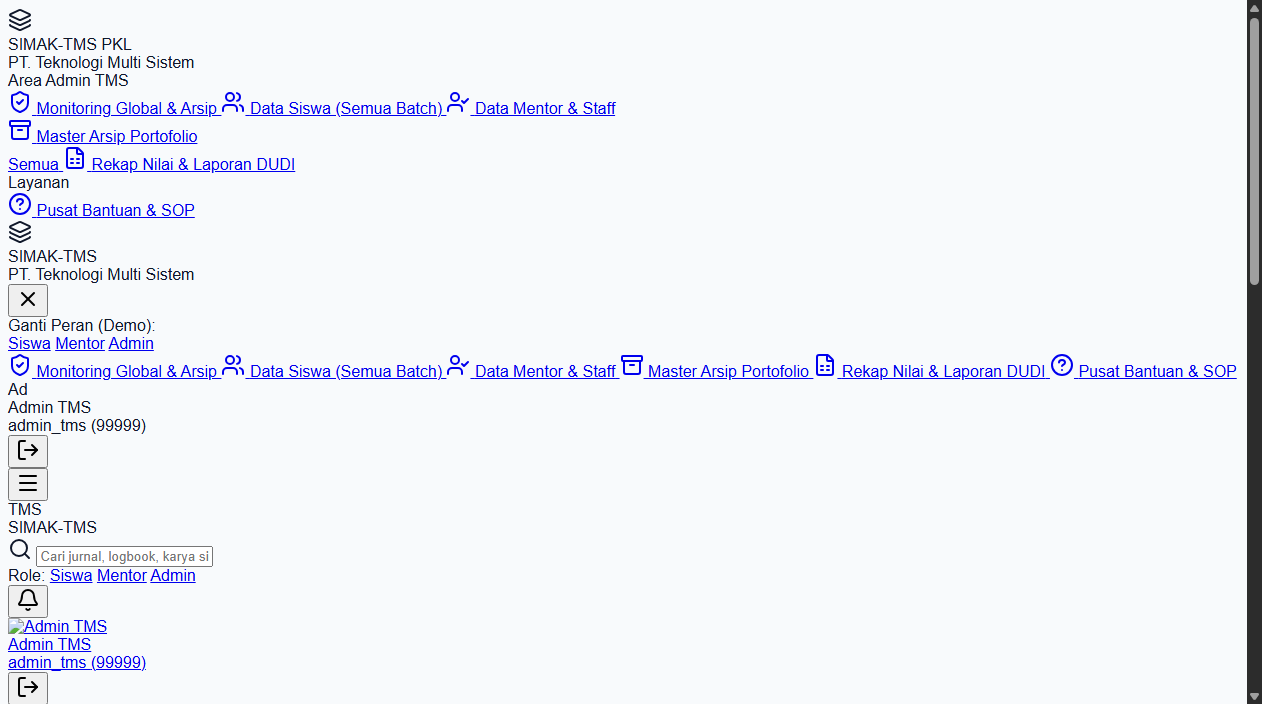 SIMAK-TMS PKL
PT. Teknologi Multi Sistem
Area Admin TMS
Monitoring Global & Arsip Data Siswa (Semua Batch) Data Mentor & Staff
Master Arsip Portofolio
Semua Rekap Nilai & Laporan DUDI
Layanan
Pusat Bantuan & SOP
SIMAK-TMS
PT. Teknologi Multi Sistem
Ganti Peran (Demo):
Siswa Mentor Admin
Monitoring Global & Arsip Data Siswa (Semua Batch) Data Mentor & Staff Master Arsip Portofolio Rekap Nilai & Laporan DUDI Pusat Bantuan & SOP
Ad
Admin TMS
admin_tms (99999)
TMS
SIMAK-TMS
Cari jurnal, logbook, karya si
Role: Siswa Mentor Admin
Admin TMS
Admin TMS
admin_tms (99999)